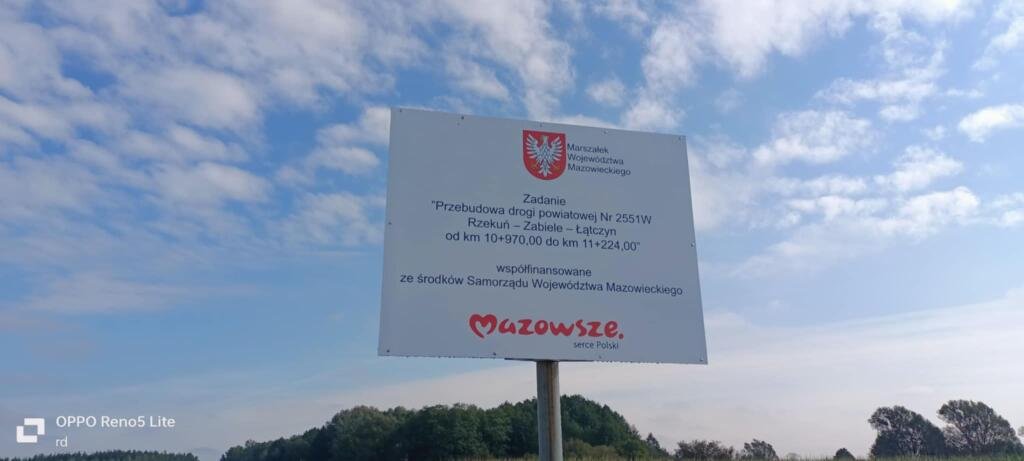 Marszałek
Województwa
Mazowieckiego
Zadanie
"Przebudowa drogi powiatowej Nr 2551W
Rzekuń – Zabiele – Łątczyn
od km 10+970,00 do km 11+224,00"
współfinansowane
ze środków Samorządu Województwa Mazowieckiego
Mazowsze.
serce Polski
OPPO Reno5 Lite
rd